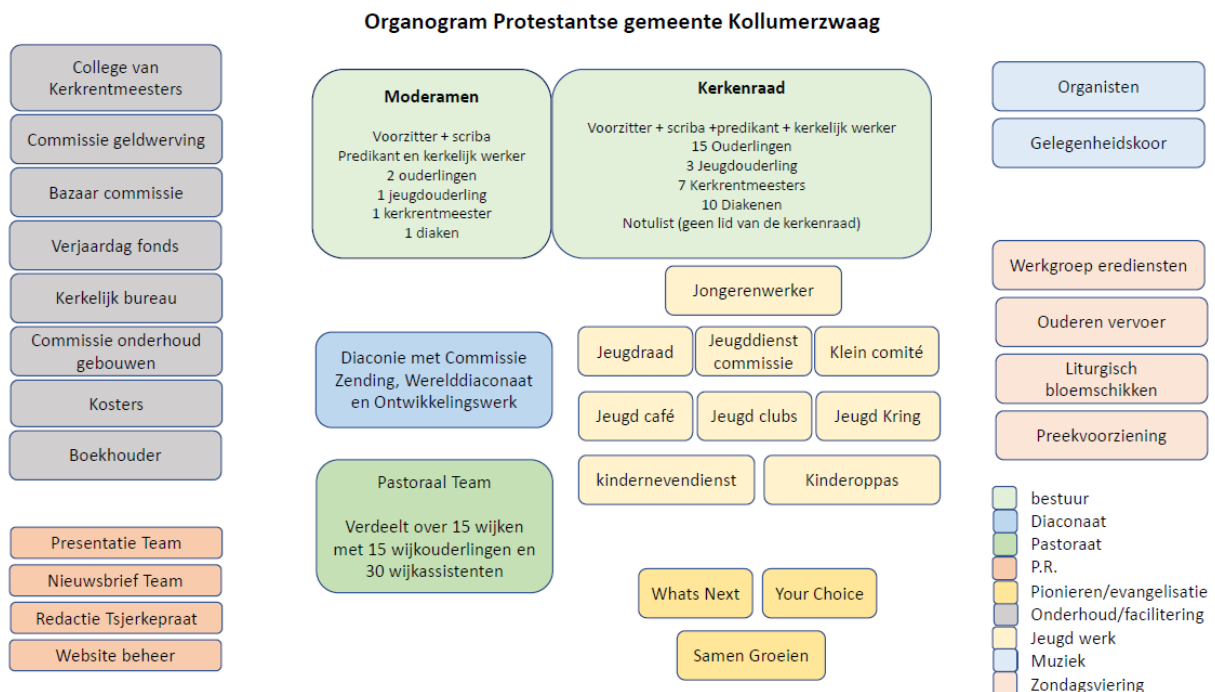 Organogram Protestantse gemeente Kollumerzwaag
College van
Kerkrentmeesters
Commissie geldwerving
Bazaar commissie
Verjaardag fonds
Kerkelijk bureau
Commissie onderhoud
gebouwen
Kosters
Boekhouder
Presentatie Team
Nieuwsbrief Team
Redactie Tsjerkepraat
Website beheer
Moderamen
Voorzitter + scriba
Predikant en kerkelijk werker
2 ouderlingen
1 jeugdouderling
1 kerkrentmeester
1 diaken
Kerkenraad
Voorzitter + scriba +predikant + kerkelijk werker
15 Ouderlingen
3 Jeugdouderling
7 Kerkrentmeesters
10 Diakenen
Notulist (geen lid van de kerkenraad)
Diaconie met Commissie
Zending, Werelddiaconaat
en Ontwikkelingswerk
Pastoraal Team
Verdeelt over 15 wijken
met 15 wijkouderlingen en
30 wijkassistenten
Jongerenwerker
Jeugdraad
Jeugddienst
commissie
Klein comité
Jeugd café
Jeugd clubs
Jeugd Kring
kindernevendienst
Kinderoppas
Whats Next
Your Choice
Samen Groeien
Organisten
Gelegenheidskoor
Werkgroep erediensten
Ouderen vervoer
Liturgisch
bloemschikken
Preekvoorziening
bestuur
Diaconaat
Pastoraat
P.R.
Pionieren/evangelisatie
Onderhoud/facilitering
Jeugd werk
Muziek
Zondagsviering